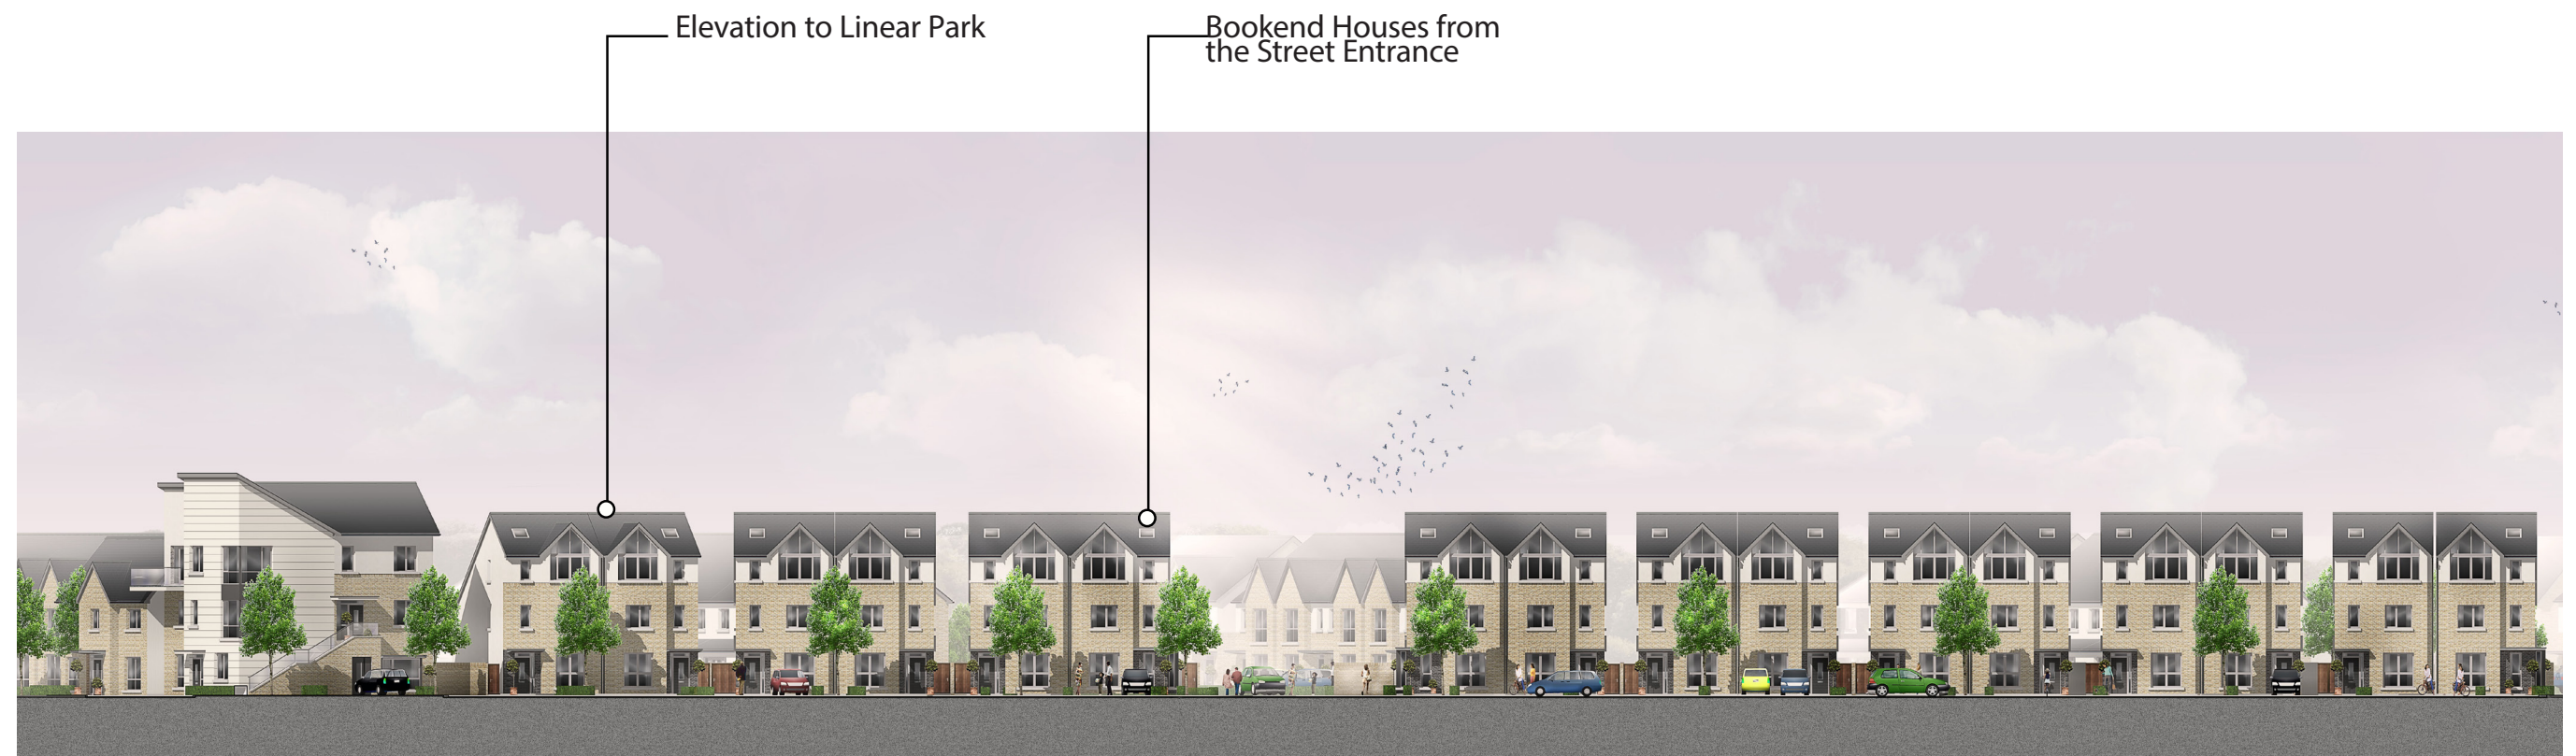 Elevation to Linear Park
Bookend Houses from
the Street Entrance